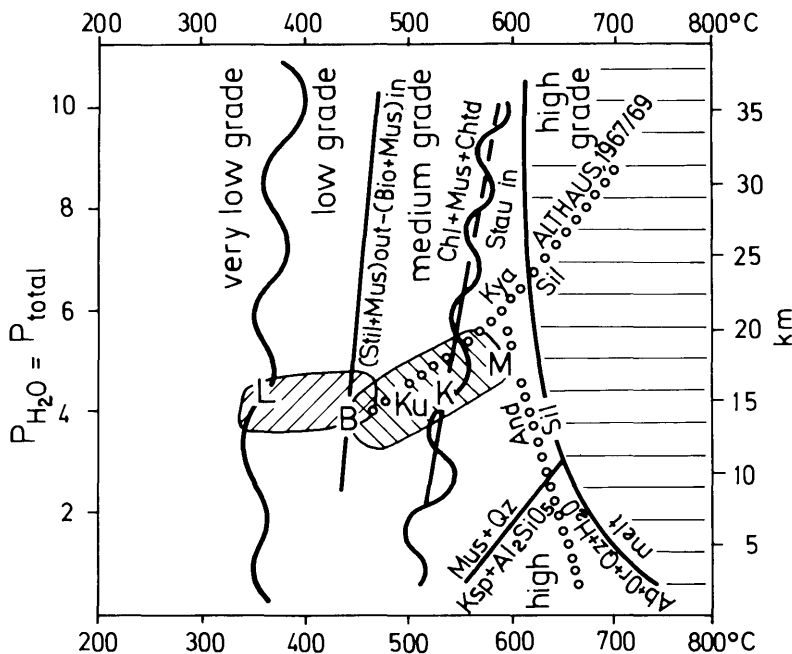 200 300 400 500 600 700 800°C
very low grade
low grade
(Stil+Mus)out-(Bio+Mus)in
medium grade
Chl+Mus+Chtd
Stau in
high
grade
ALTHAUS 1967/69
Kya
Sil
10
8
6
4
2
P H₂O = P total
35
30
25
20
15
10
5
km
L
B
Ku
K
M
And
Sil
Mus+Qz
Ksp+Al₂SiO₅
high
Ab+Or+Qz+H₂O
melt
200 300 400 500 600 700 800°C